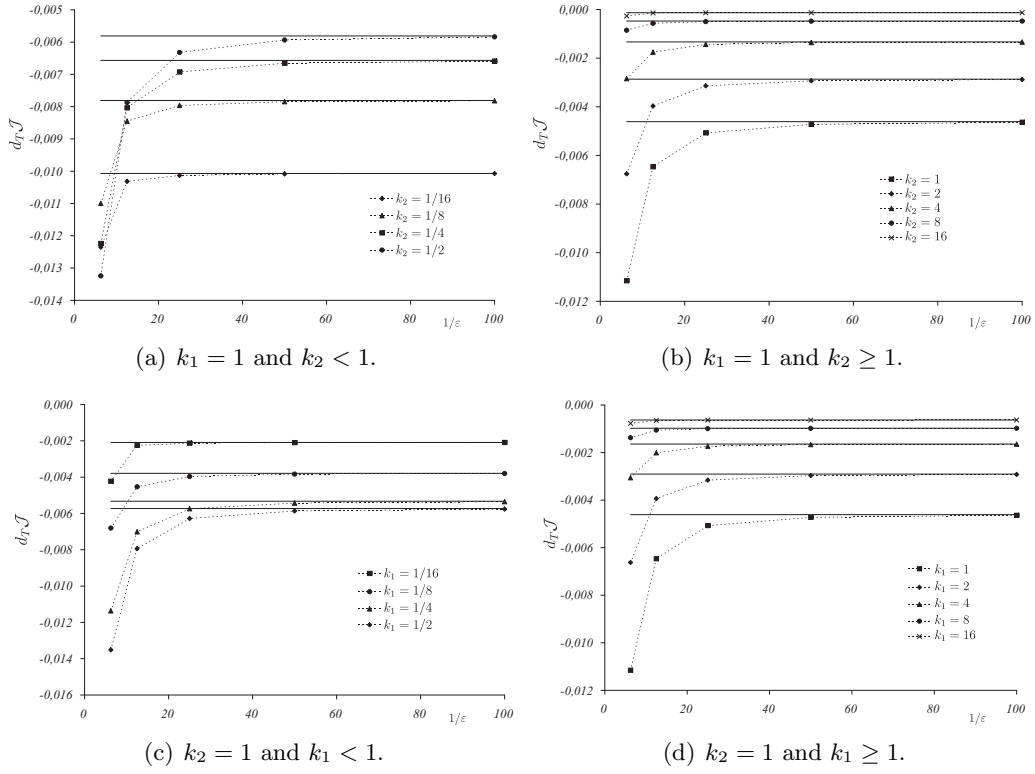 -0,005
-0,006
-0,007
-0,008
-0,009
-0,010
-0,011
-0,012
-0,013
-0,014
d_T 𝒥
0 20 40 60 80 100
1/ε
k₂ = 1/16
k₂ = 1/8
k₂ = 1/4
k₂ = 1/2
(a) k₁ = 1 and k₂ < 1.
0,000
-0,002
-0,004
-0,006
-0,008
-0,010
-0,012
d_T 𝒥
0 20 40 60 80 100
1/ε
k₂ = 1
k₂ = 2
k₂ = 4
k₂ = 8
k₂ = 16
(b) k₁ = 1 and k₂ ≥ 1.
0,000
-0,002
-0,004
-0,006
-0,008
-0,010
-0,012
-0,014
-0,016
d_T 𝒥
0 20 40 60 80 100
1/ε
k₁ = 1/16
k₁ = 1/8
k₁ = 1/4
k₁ = 1/2
(c) k₂ = 1 and k₁ < 1.
0,000
-0,002
-0,004
-0,006
-0,008
-0,010
-0,012
d_T 𝒥
0 20 40 60 80 100
1/ε
k₁ = 1
k₁ = 2
k₁ = 4
k₁ = 8
k₁ = 16
(d) k₂ = 1 and k₁ ≥ 1.